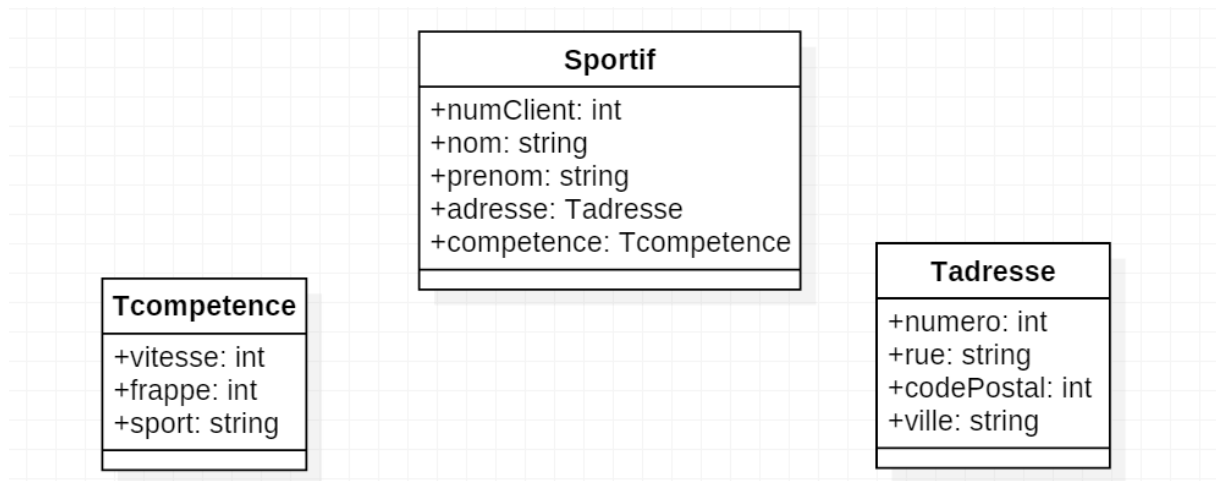 Sportif
+numClient: int
+nom: string
+prenom: string
+adresse: Tadresse
+competence: Tcompetence
Tcompetence
+vitesse: int
+frappe: int
+sport: string
Tadresse
+numero: int
+rue: string
+codePostal: int
+ville: string